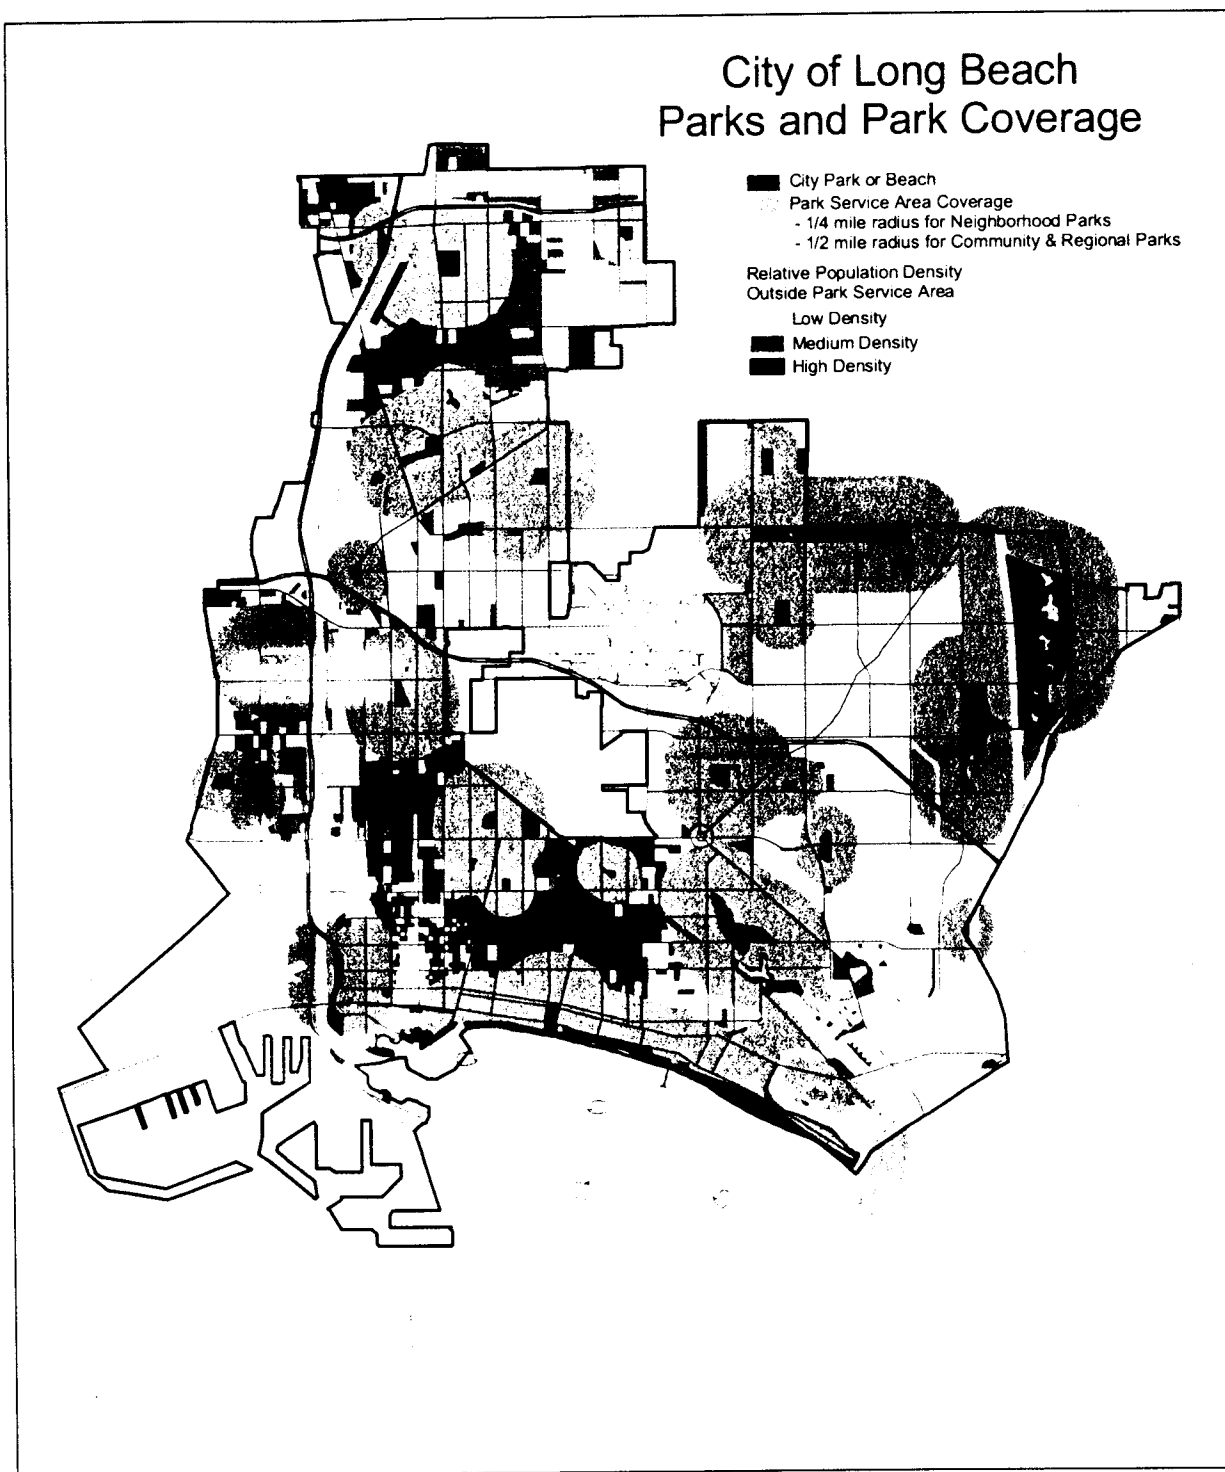 City of Long Beach
Parks and Park Coverage
City Park or Beach
Park Service Area Coverage
- 1/4 mile radius for Neighborhood Parks
- 1/2 mile radius for Community & Regional Parks
Relative Population Density
Outside Park Service Area
Low Density
Medium Density
High Density